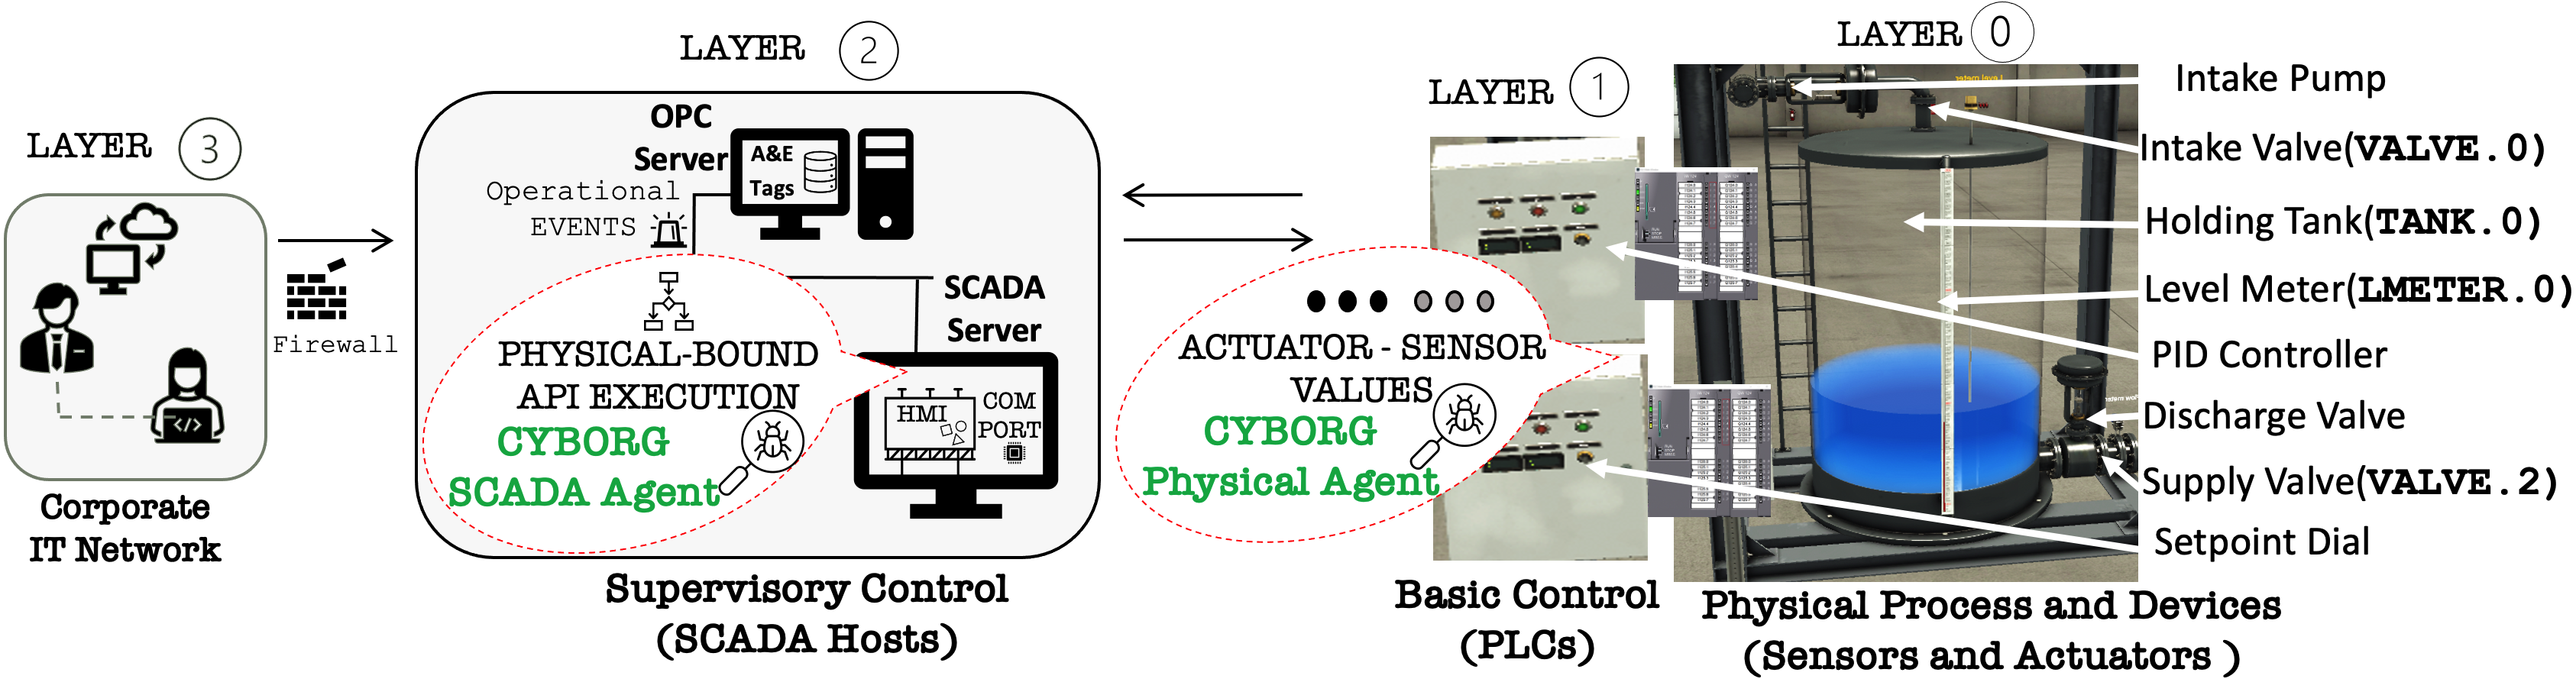 LAYER 3
Firewall
Corporate
IT Network
LAYER 2
OPC
Server
A&E
Tags
Operational
EVENTS
SCADA
Server
PHYSICAL-BOUND
API EXECUTION
CYBORG
SCADA Agent
HMI
COM
PORT
Supervisory Control
(SCADA Hosts)
LAYER 1
ACTUATOR - SENSOR
VALUES
CYBORG
Physical Agent
Basic Control
(PLCs)
LAYER 0
Level meter
Intake Pump
Intake Valve(VALVE.0)
Holding Tank(TANK.0)
Level Meter(LMETER.0)
PID Controller
Discharge Valve
Supply Valve(VALVE.2)
Setpoint Dial
Physical Process and Devices
(Sensors and Actuators )